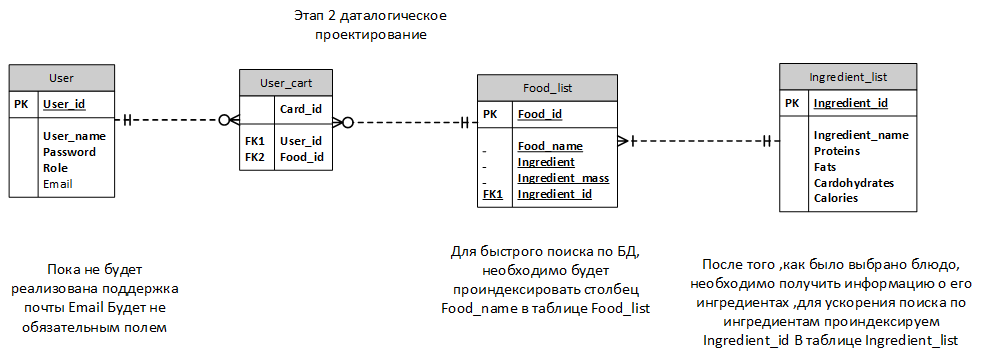 Этап 2 даталогическое
проектирование
User
PK User_id
User_name
Password
Role
Email
User_cart
Card_id
FK1 User_id
FK2 Food_id
Food_list
PK Food_id
- Food_name
- Ingredient
- Ingredient_mass
FK1 Ingredient_id
Ingredient_list
PK Ingredient_id
Ingredient_name
Proteins
Fats
Cardohydrates
Calories
Пока не будет
реализована поддержка
почты Email Будет не
обязательным полем
Для быстрого поиска по БД,
необходимо будет
проиндексировать столбец
Food_name в таблице Food_list
После того ,как было выбрано блюдо,
необходимо получить информацию о его
ингредиентах ,для ускорения поиска по
ингредиентам проиндексируем
Ingredient_id В таблице Ingredient_list